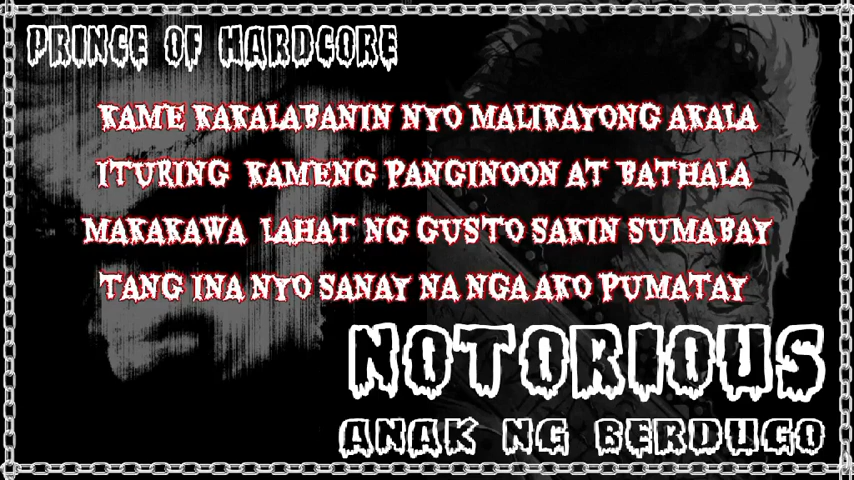 PRINCE OF HARDCORE
KAME KAKALABANIN NYO MALIKAYONG AKALA
ITURING KAMENG PANGINOON AT BATHALA
MAKAKAWA LAHAT NG GUSTO SAKIN SUMABAY
TANG INA NYO SANAY NA NGA AKO PUMATAY
NOTORIOUS
ANAK NG BERDUGO